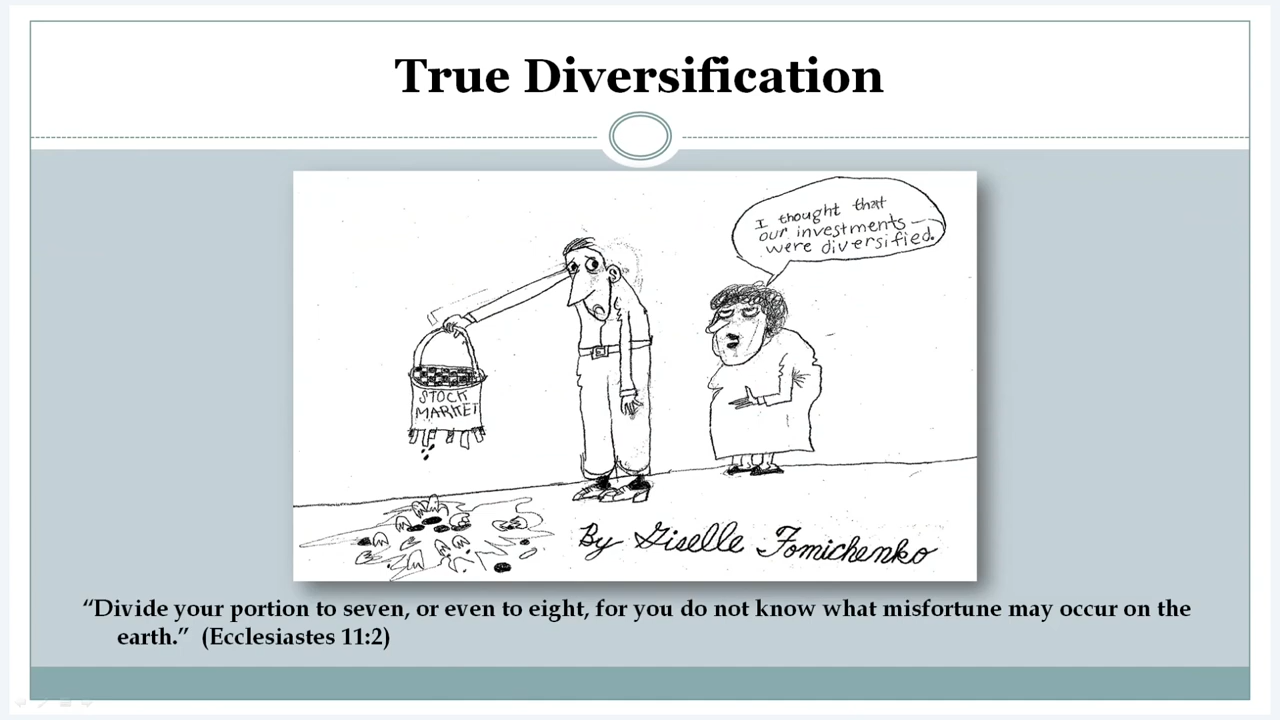 True Diversification
I thought that
our investments —
were diversified.
STOCK
MARKET
By Giselle Fomichenko
“Divide your portion to seven, or even to eight, for you do not know what misfortune may occur on the
earth.” (Ecclesiastes 11:2)